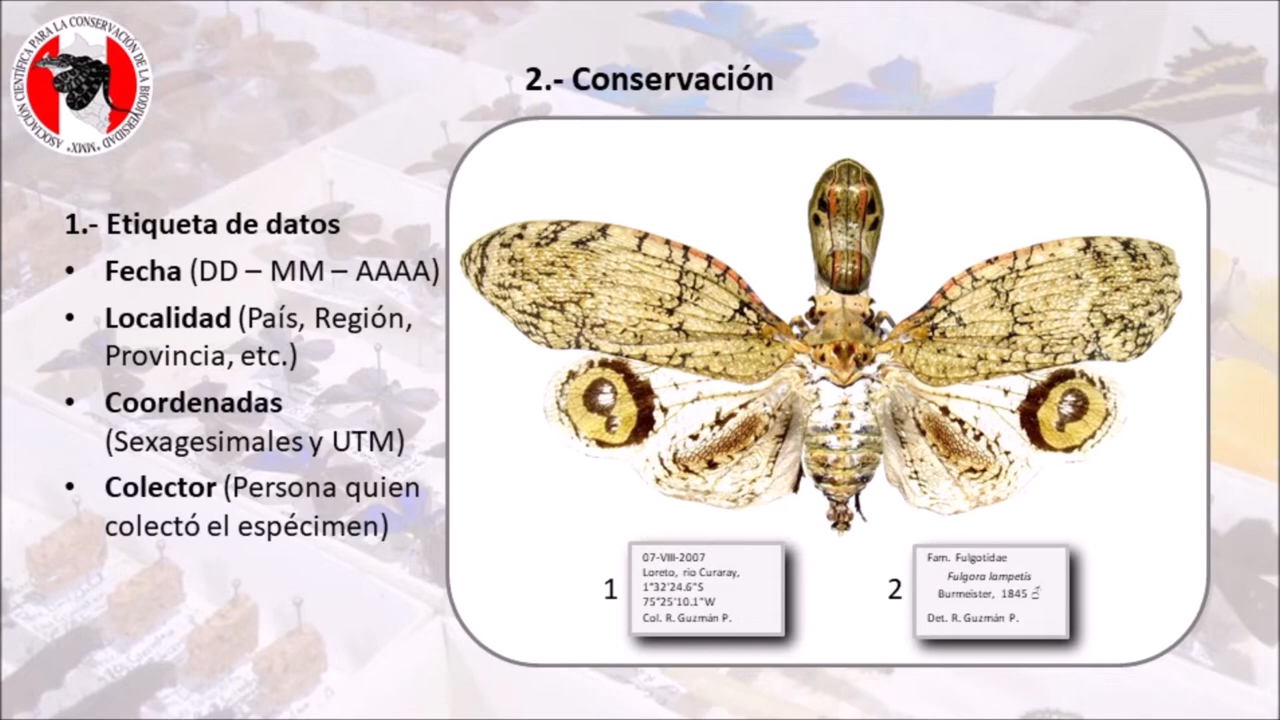 ASOCIACIÓN CIENTÍFICA PARA LA CONSERVACIÓN DE LA BIODIVERSIDAD *MMX*
2.- Conservación
1.- Etiqueta de datos
• Fecha (DD – MM – AAAA)
• Localidad (País, Región,
Provincia, etc.)
• Coordenadas
(Sexagesimales y UTM)
• Colector (Persona quien
colectó el espécimen)
1
07-VIII-2007
Loreto, rio Curaray,
1°32'24.6"S
75°25'10.1"W
Col. R. Guzmán P.
2
Fam. Fulgotidae
Fulgora lampetis
Burmeister, 1845 ♂
Det. R. Guzmán P.